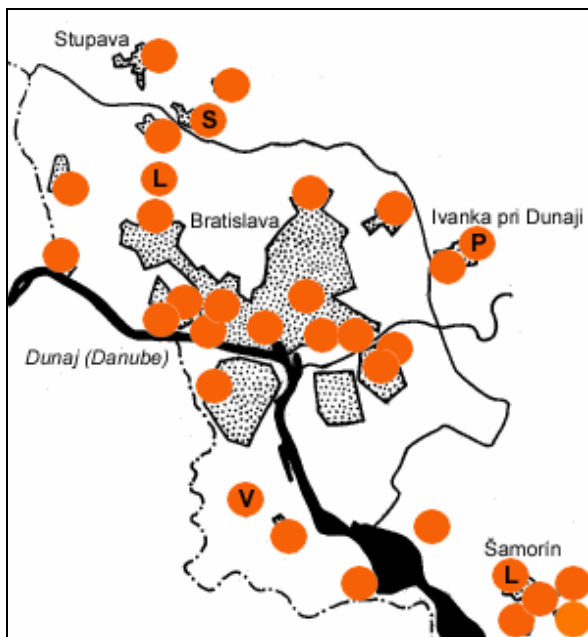 Stupava
S
L
Bratislava
Ivanka pri Dunaji
P
Dunaj (Danube)
V
Šamorín
L